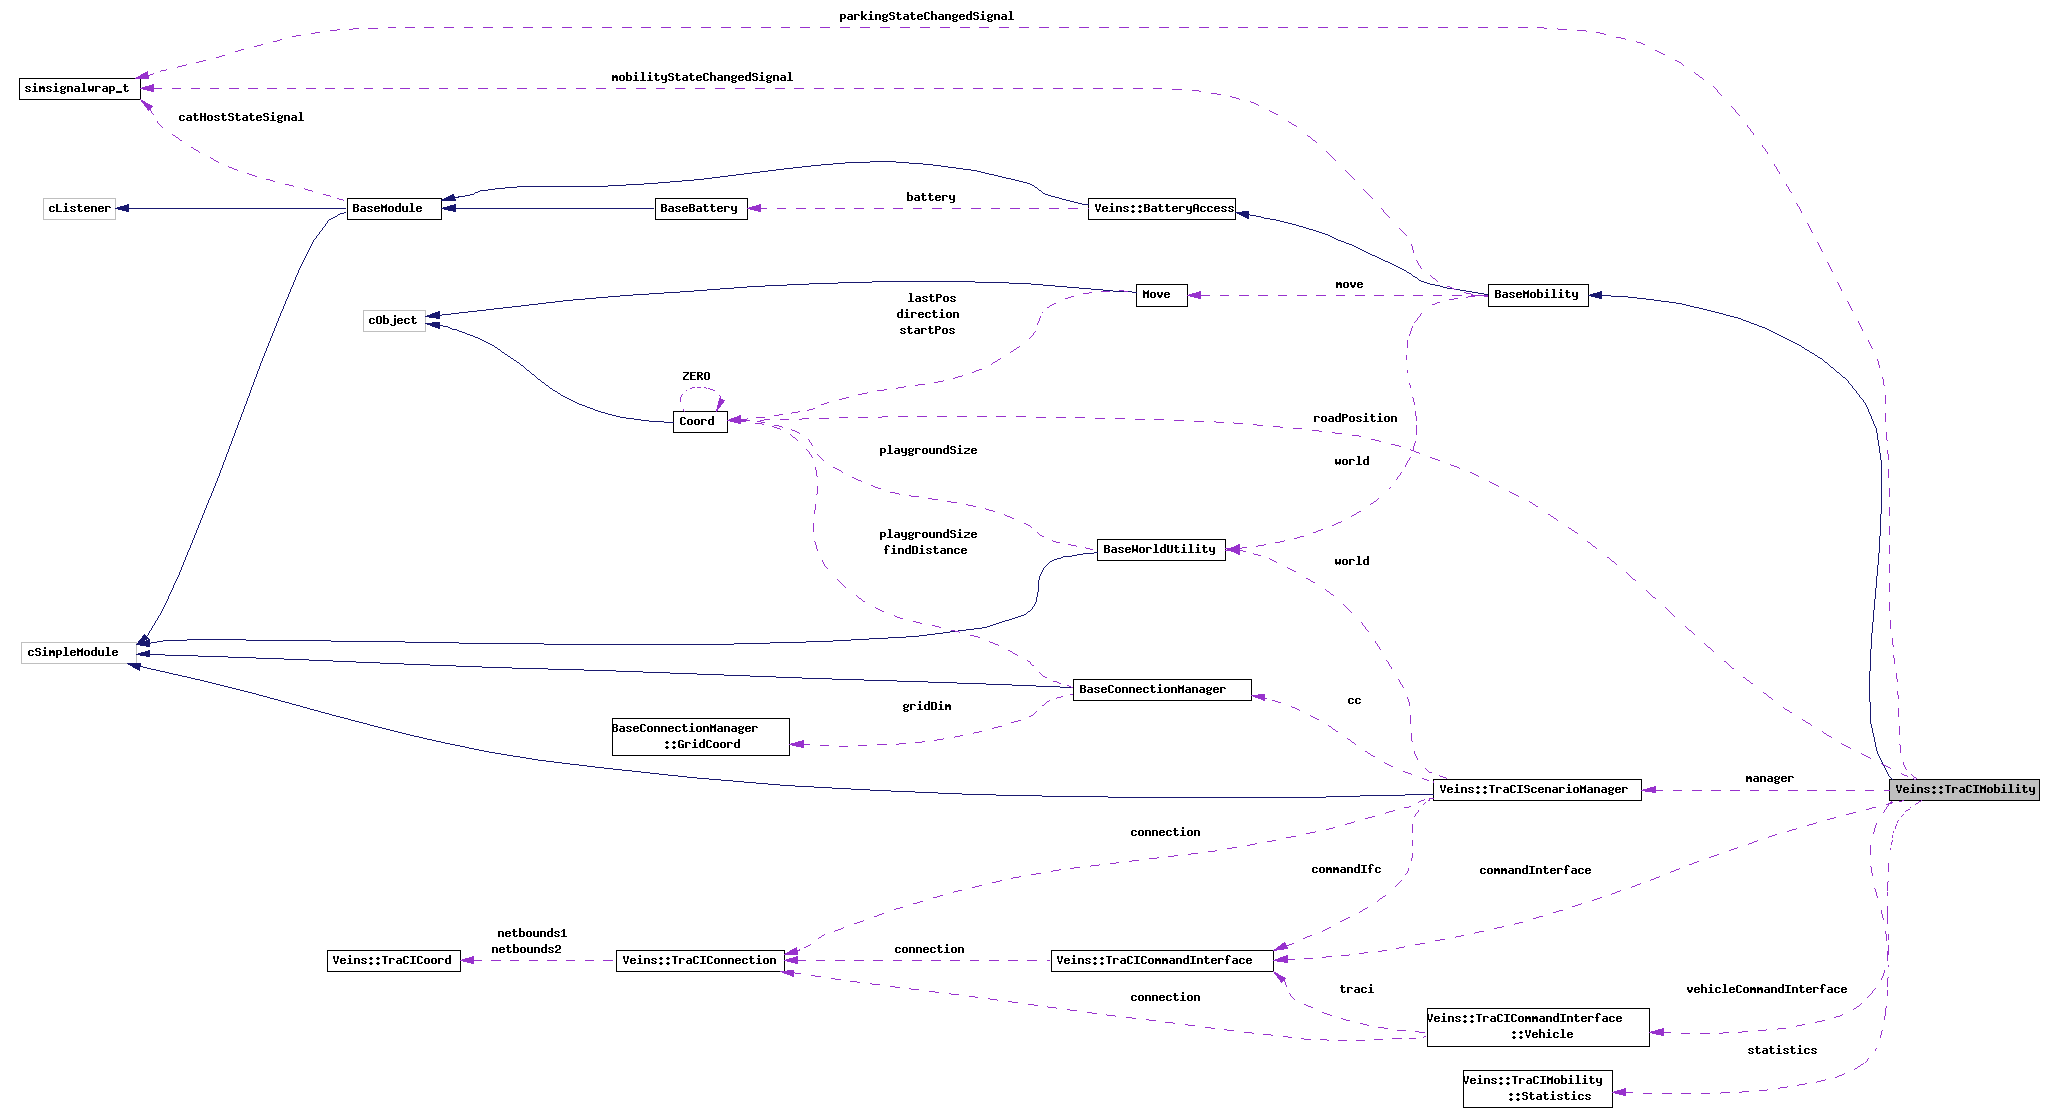 parkingStateChangedSignal
mobilityStateChangedSignal
simsignalwrap_t
catHostStateSignal
battery
cListener
BaseModule
BaseBattery
Veins::BatteryAccess
move
lastPos
direction
startPos
Move
BaseMobility
cObject
ZERO
Coord
roadPosition
playgroundSize
world
playgroundSize
findDistance
BaseWorldUtility
world
cSimpleModule
BaseConnectionManager
cc
gridDim
BaseConnectionManager
::GridCoord
manager
Veins::TraCIScenarioManager
Veins::TraCIMobility
connection
commandIfc
commandInterface
netbounds1
netbounds2
connection
Veins::TraCICoord
Veins::TraCIConnection
Veins::TraCICommandInterface
traci
connection
vehicleCommandInterface
Veins::TraCICommandInterface
::Vehicle
statistics
Veins::TraCIMobility
::Statistics